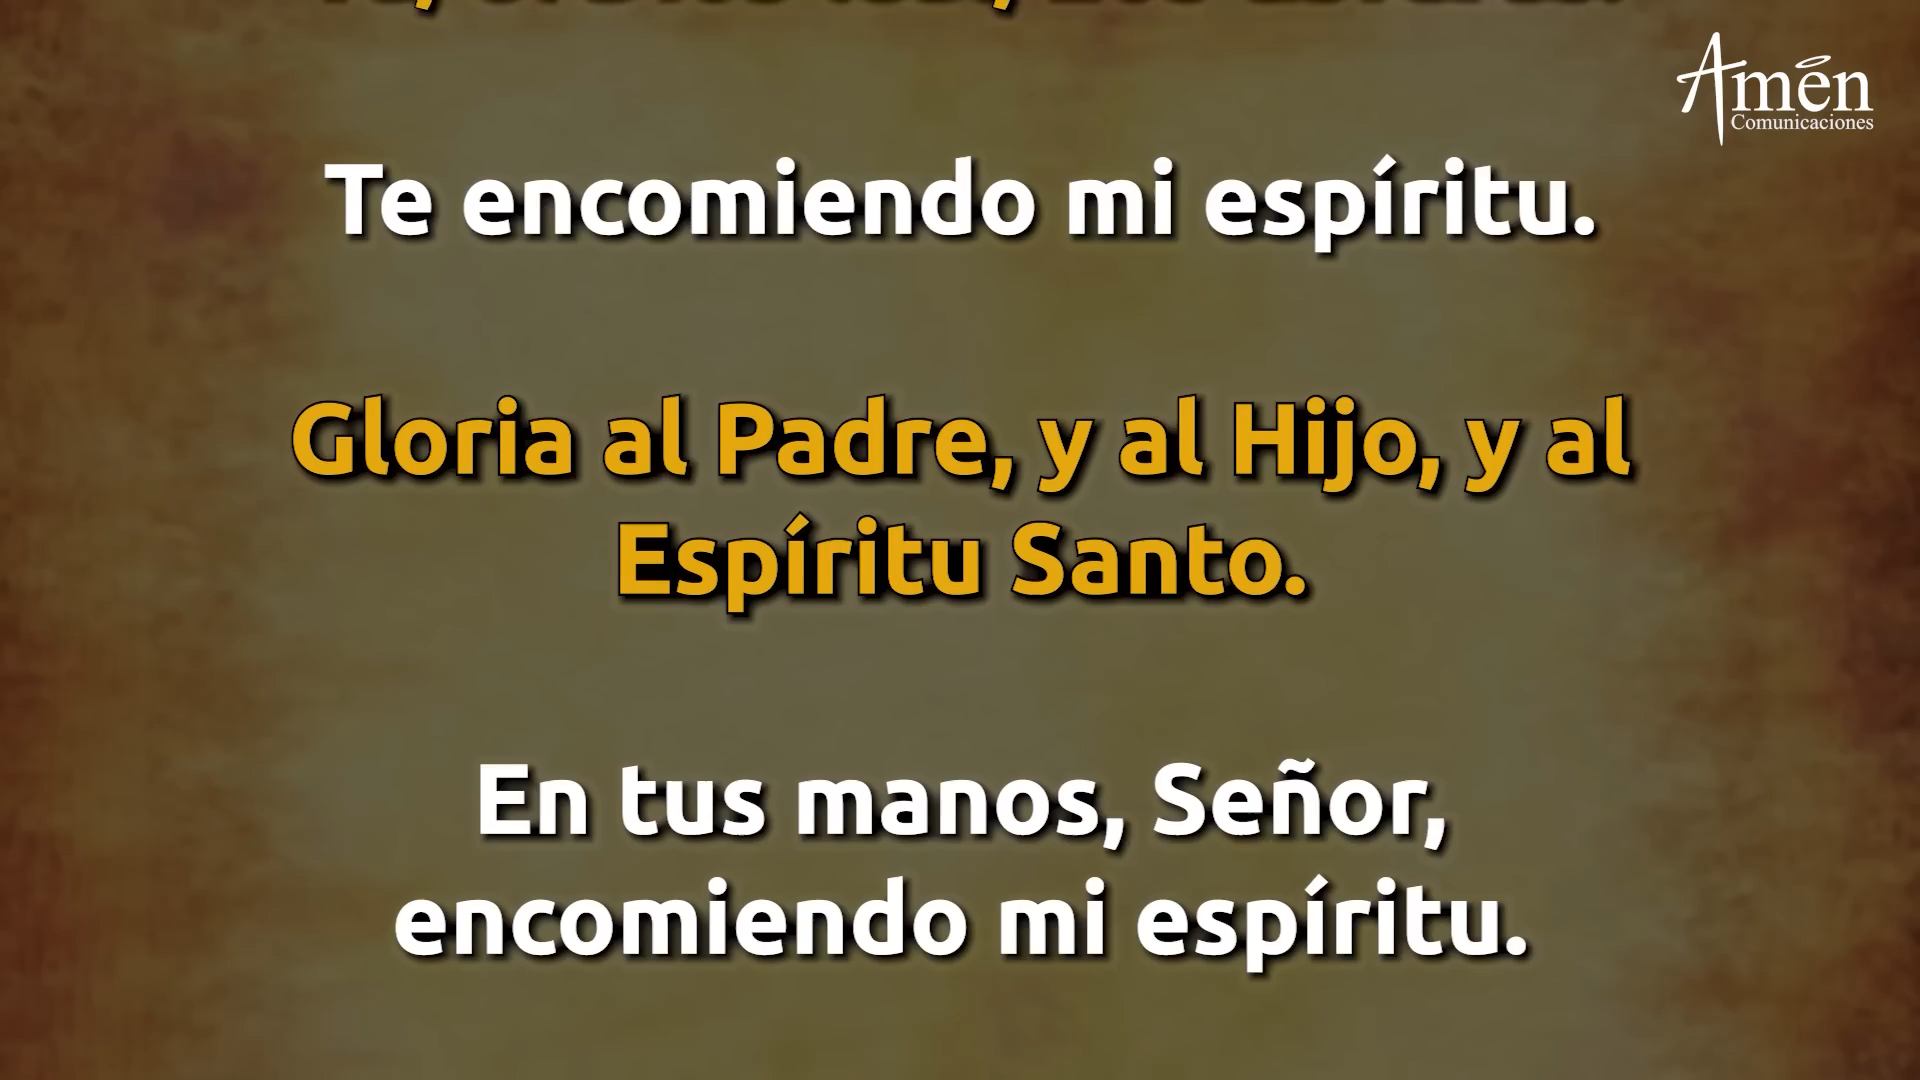 Amén
Comunicaciones
Te encomiendo mi espíritu.
Gloria al Padre, y al Hijo, y al
Espíritu Santo.
En tus manos, Señor,
encomiendo mi espíritu.